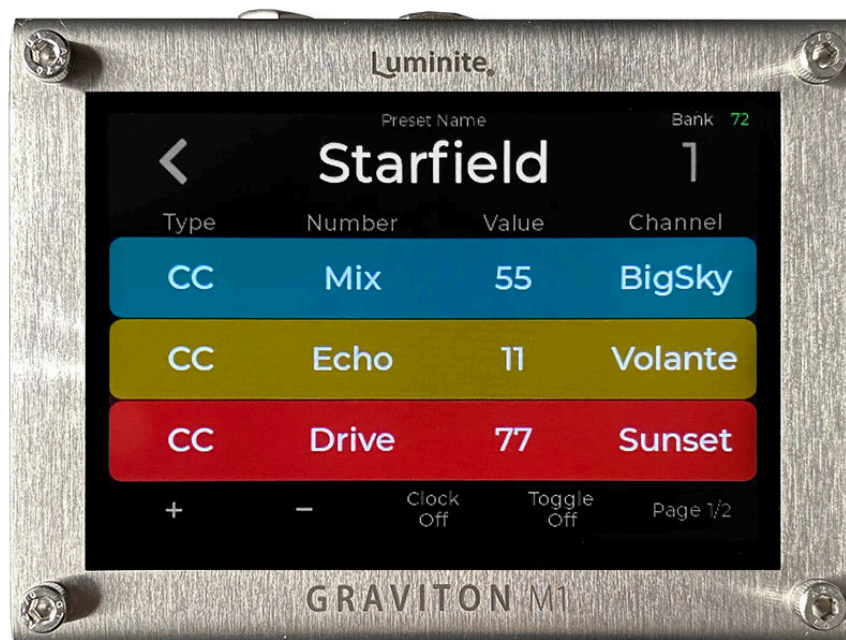 Luminite
Preset Name
Bank 72
Starfield 1
Type Number Value Channel
CC Mix 55 BigSky
CC Echo 11 Volante
CC Drive 77 Sunset
+ − Clock Off Toggle Off Page 1/2
GRAVITON M1